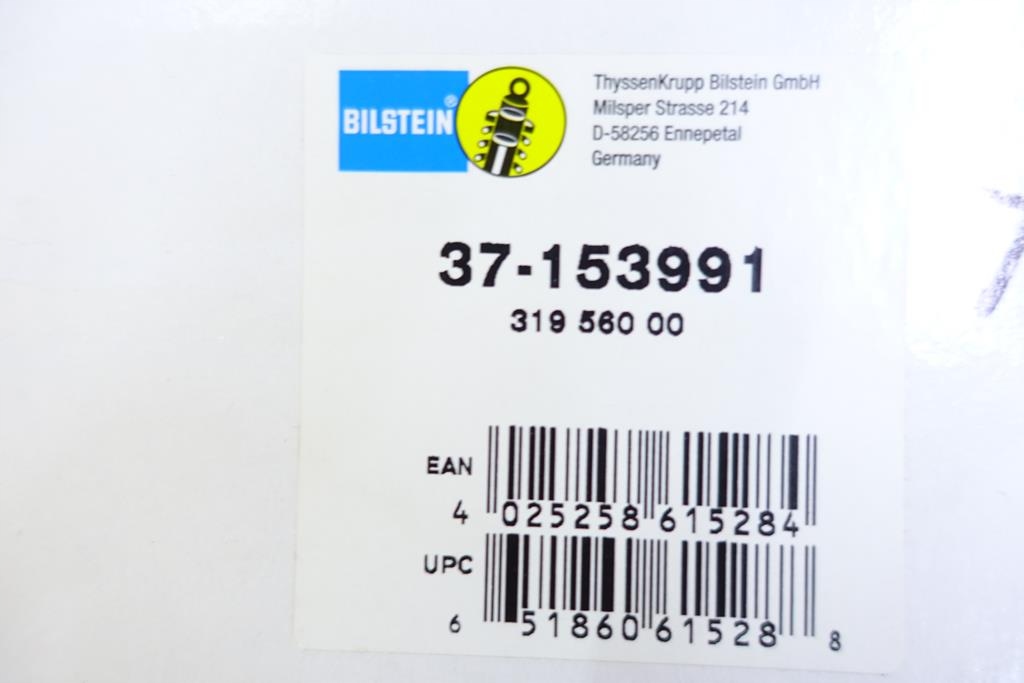 BILSTEIN®
ThyssenKrupp Bilstein GmbH
Milsper Strasse 214
D-58256 Ennepetal
Germany
37-153991
319 560 00
EAN
4 025258 615284
UPC
6 51860 61528 8